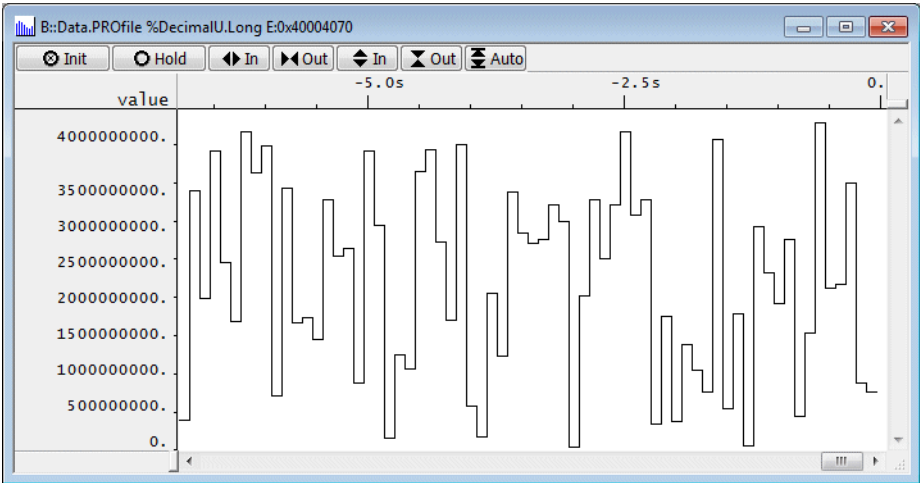 B::Data.PROfile %DecimalU.Long E:0x40004070
Init Hold In Out In Out Auto
-5.0s -2.5s 0.
value
4000000000.
3500000000.
3000000000.
2500000000.
2000000000.
1500000000.
1000000000.
500000000.
0.